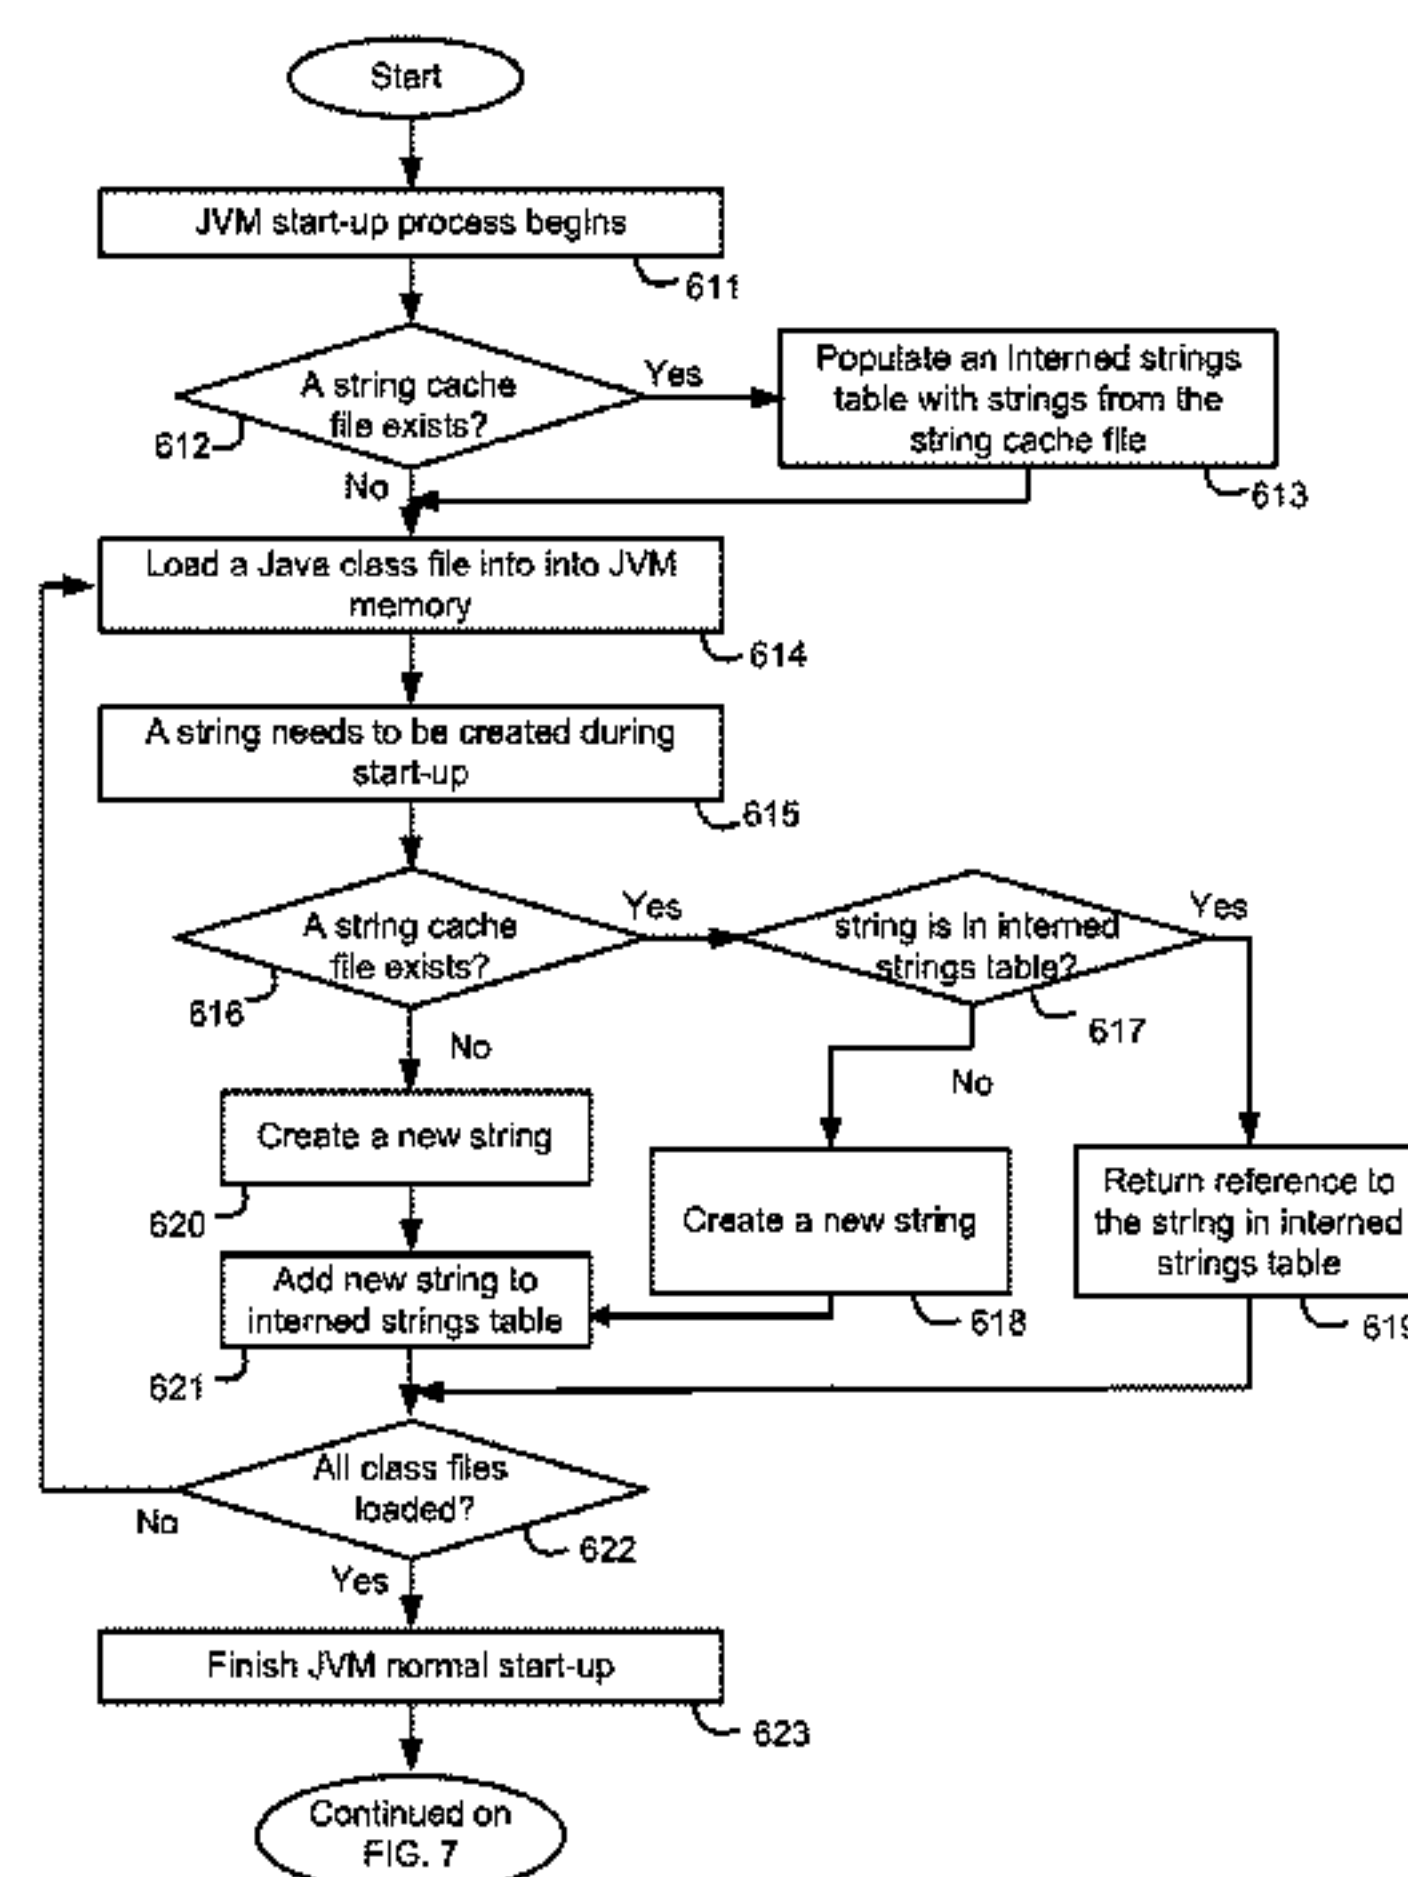 Start
JVM start-up process begins
611
A string cache
file exists?
612
Yes
Populate an interned strings
table with strings from the
string cache file
613
No
Load a Java class file into into JVM
memory
614
A string needs to be created during
start-up
615
A string cache
file exists?
616
Yes
string is in interned
strings table?
617
Yes
No
No
Create a new string
620
Create a new string
618
Return reference to
the string in interned
strings table
619
Add new string to
interned strings table
621
All class files
loaded?
622
No
Yes
Finish JVM normal start-up
623
Continued on
FIG. 7